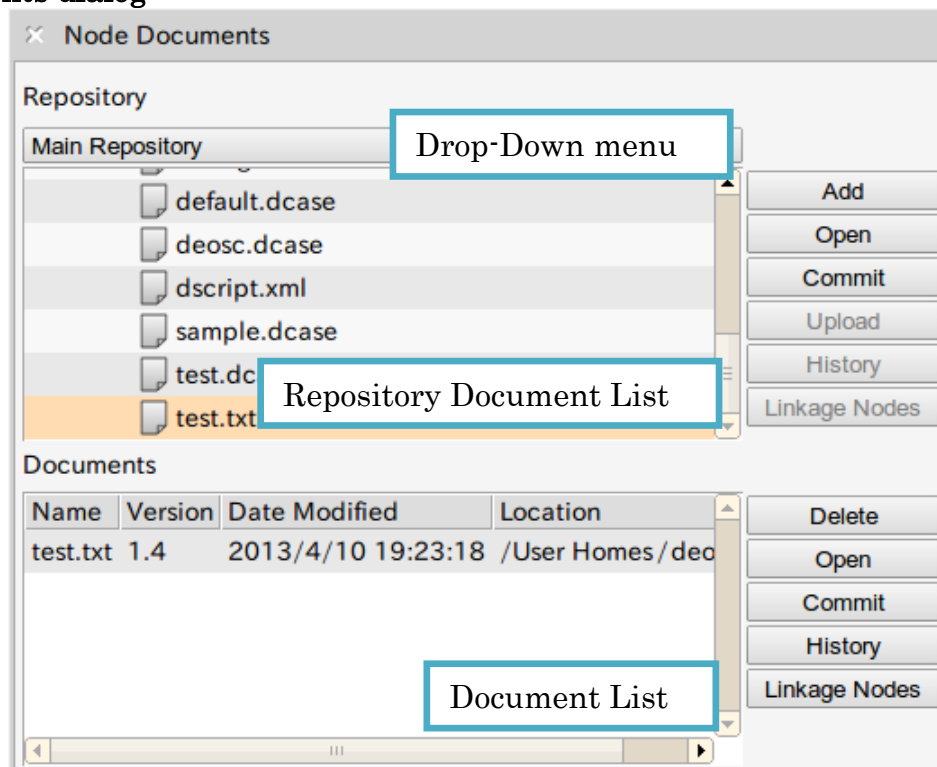 dialog
Node Documents
Repository
Main Repository
Drop-Down menu
default.dcase
Add
deosc.dcase
Open
dscript.xml
Commit
sample.dcase
Upload
test.dc
History
Repository Document List
test.txt
Linkage Nodes
Documents
Name Version Date Modified Location
Delete
test.txt 1.4 2013/4/10 19:23:18 /User Homes/deo
Open
Commit
History
Document List
Linkage Nodes